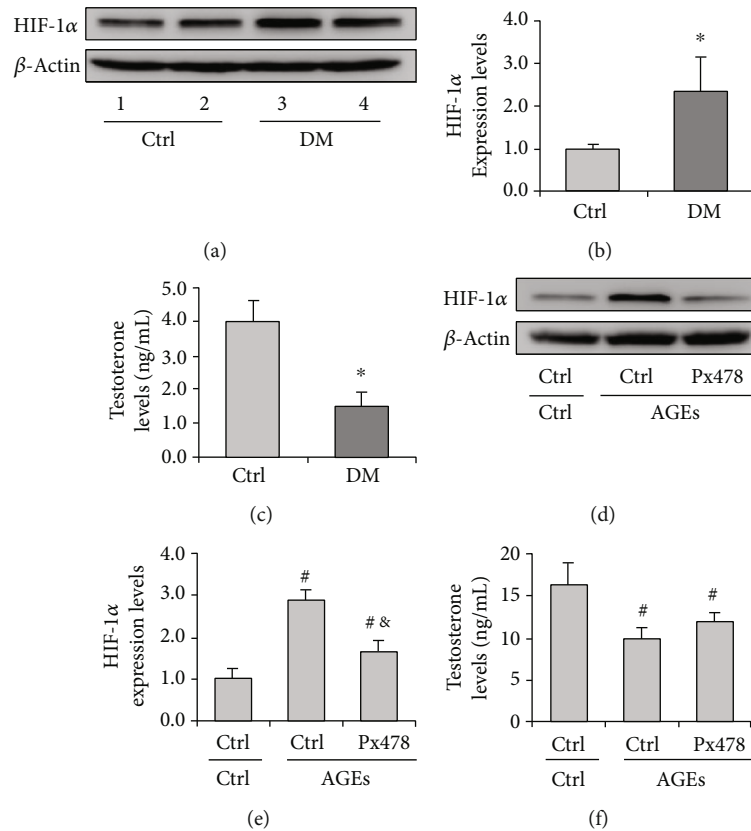 HIF-1α
β-Actin
1 2 3 4
Ctrl DM
(a)
HIF-1α
Expression levels
4.0
3.0
2.0
1.0
0.0
*
Ctrl DM
(b)
Testoterone
levels (ng/mL)
5.0
4.0
3.0
2.0
1.0
0.0
*
Ctrl DM
(c)
HIF-1α
β-Actin
Ctrl Ctrl Px478
Ctrl AGEs
(d)
HIF-1α
expression levels
4.0
3.0
2.0
1.0
0.0
#
# &
Ctrl Ctrl Px478
Ctrl AGEs
(e)
Testosterone
levels (ng/mL)
20
15
10
5
0
#
#
Ctrl Ctrl Px478
Ctrl AGEs
(f)